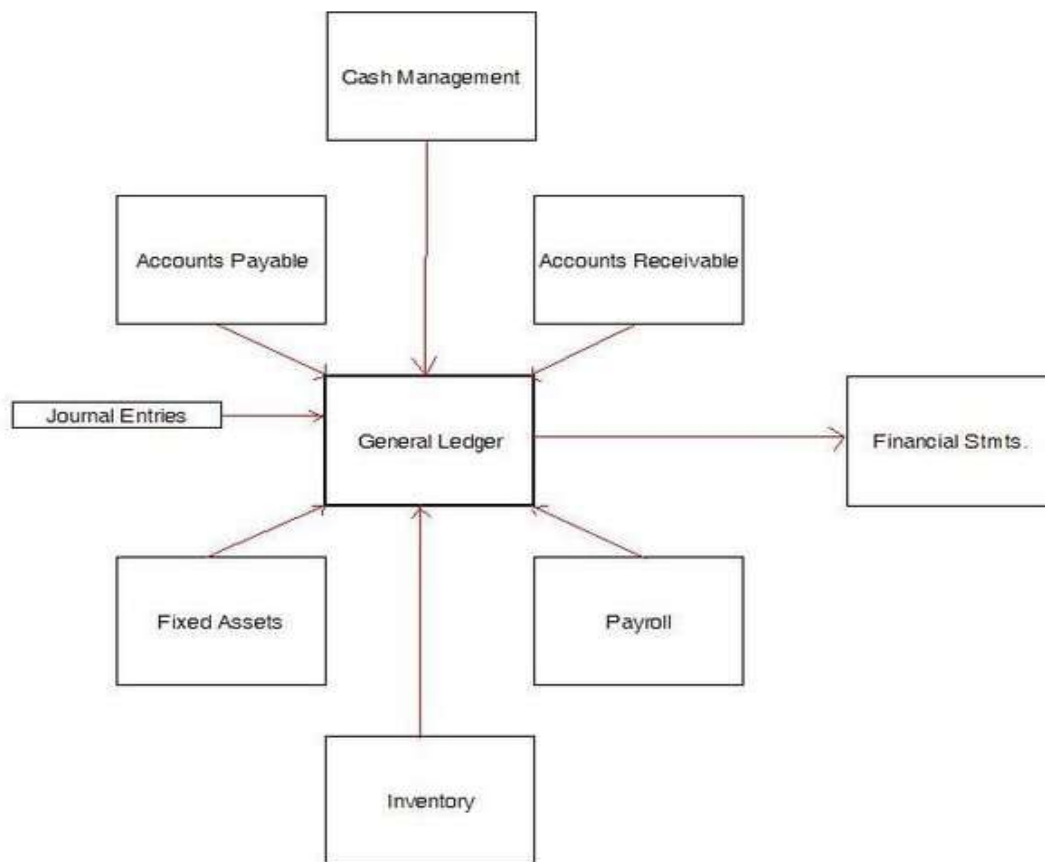 Cash Management
Accounts Payable
Accounts Receivable
Journal Entries
General Ledger
Financial Stmts.
Fixed Assets
Payroll
Inventory